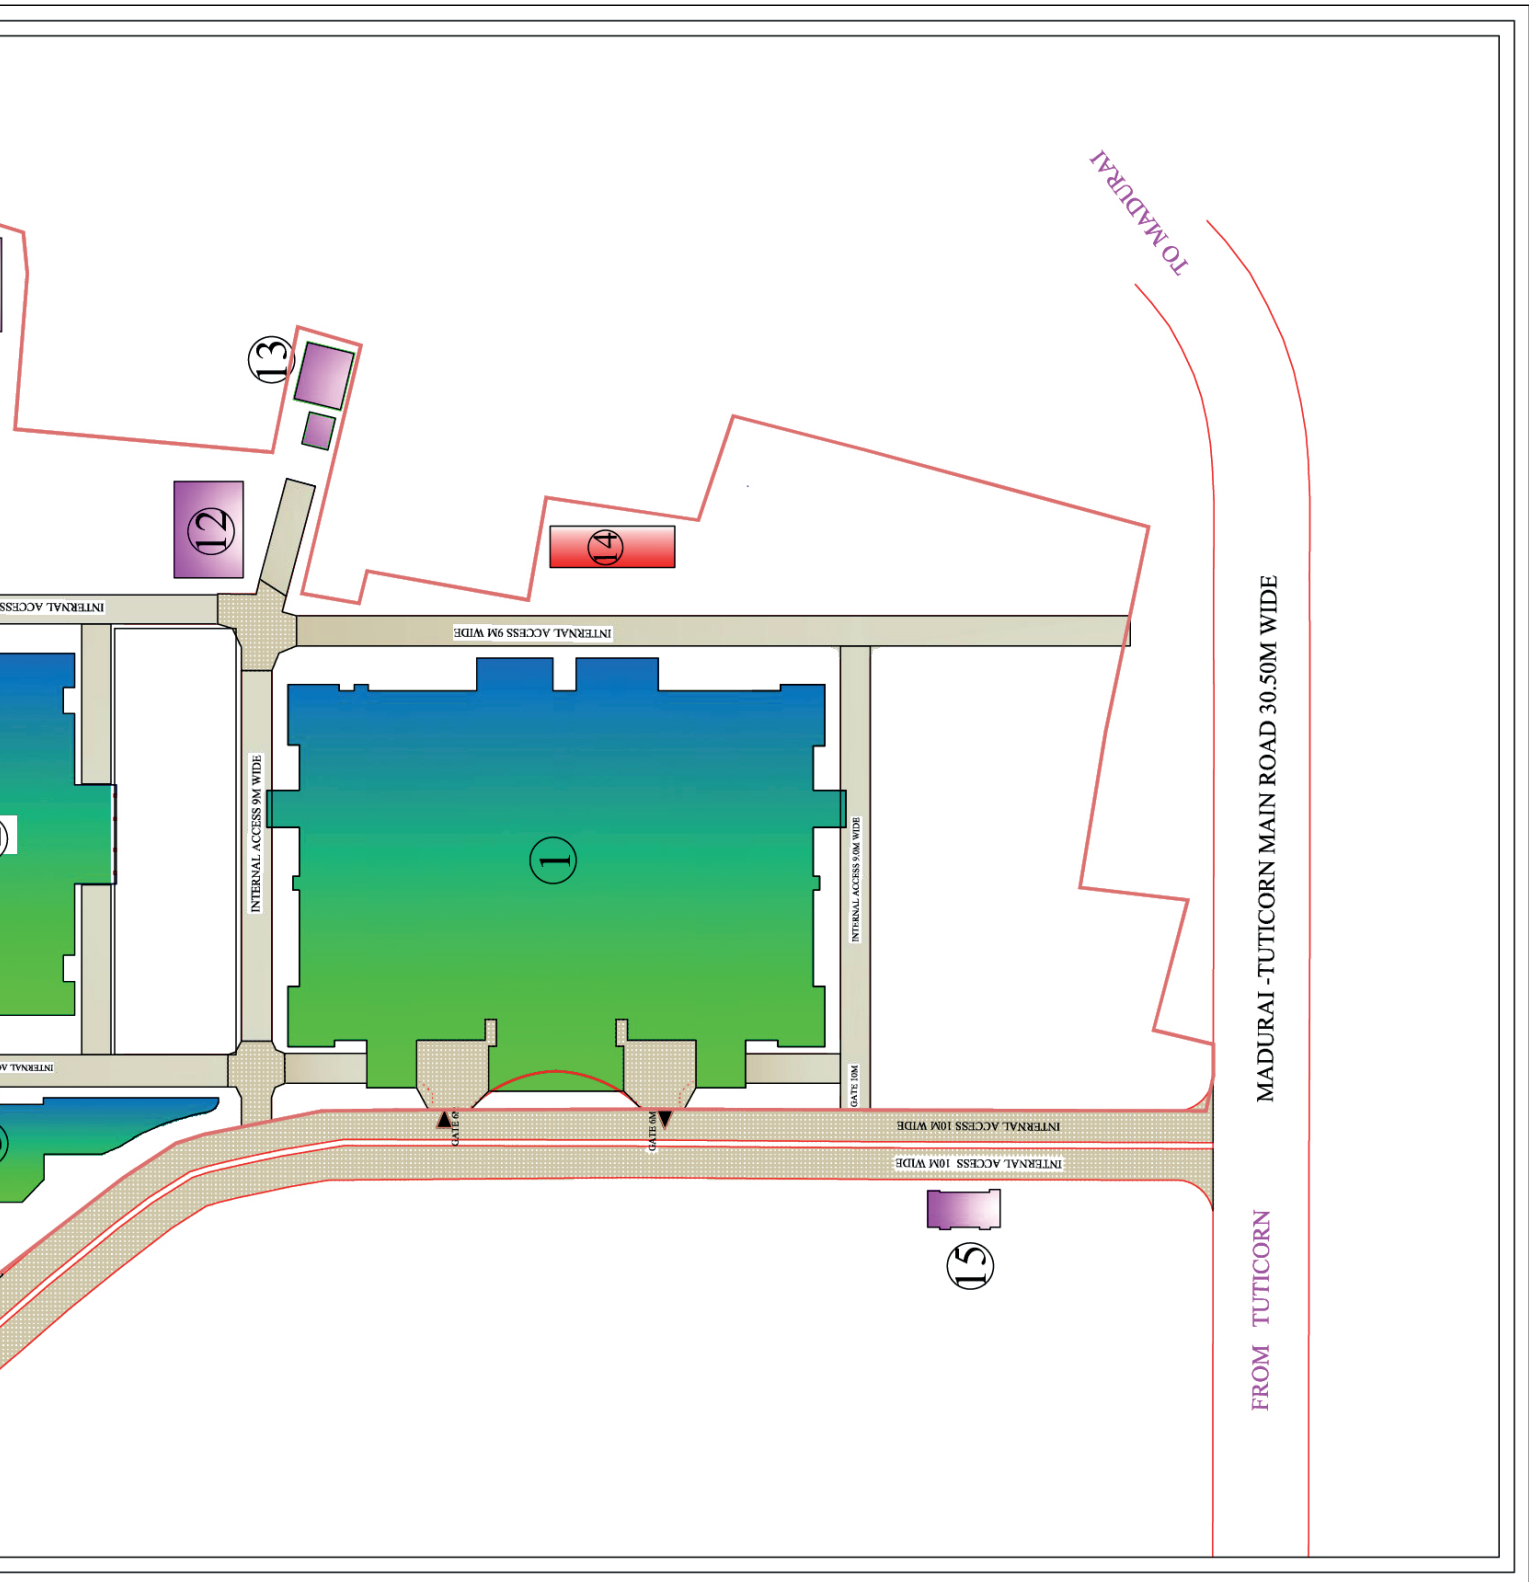 TO MADURAI
13
12
14
INTERNAL ACCESS
INTERNAL ACCESS 9M WIDE
INTERNAL ACCESS 9M WIDE
1
INTERNAL ACCESS 9.0M WIDE
MADURAI -TUTICORN MAIN ROAD 30.50M WIDE
GATE 10M
GATE 6M
INTERNAL ACCESS 10M WIDE
INTERNAL ACCESS 10M WIDE
15
FROM TUTICORN